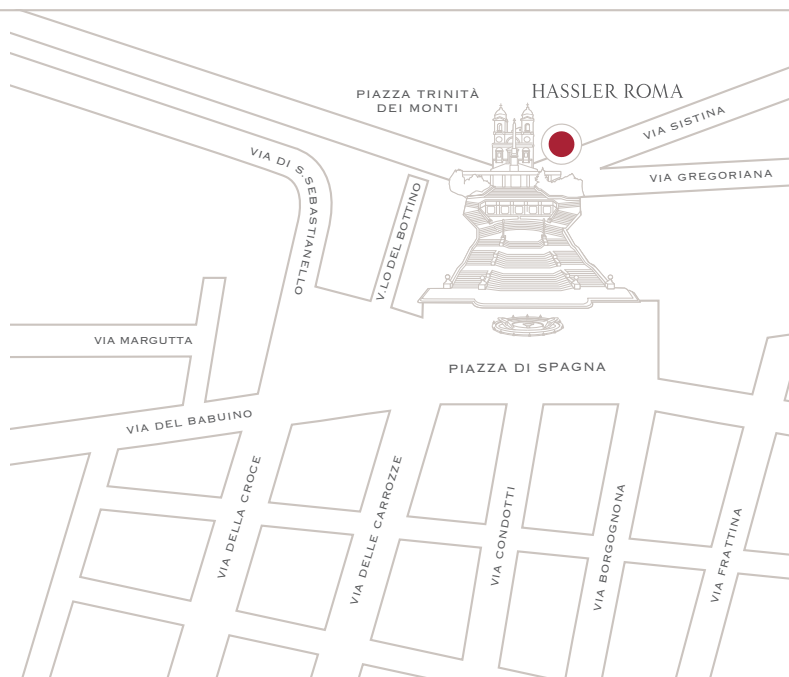 PIAZZA TRINITÀ
DEI MONTI
HASSLER ROMA
VIA SISTINA
VIA GREGORIANA
VIA DI S.SEBASTIANELLO
V.LO DEL BOTTINO
VIA MARGUTTA
PIAZZA DI SPAGNA
VIA DEL BABUINO
VIA DELLA CROCE
VIA DELLE CARROZZE
VIA CONDOTTI
VIA BORGOGNONA
VIA FRATTINA